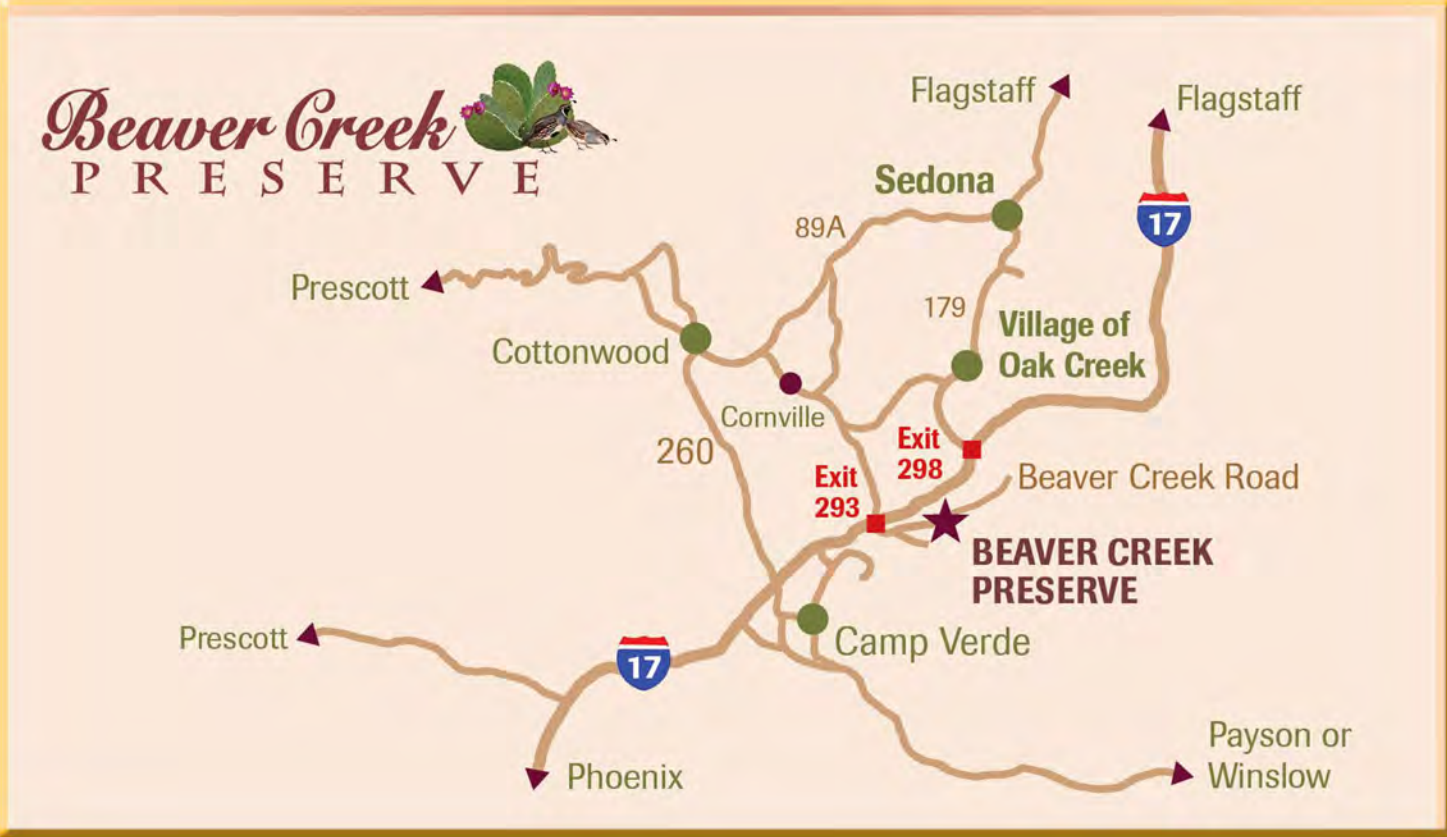 Beaver Creek
PRESERVE
Flagstaff
Flagstaff
Sedona
17
89A
Prescott
179
Village of
Oak Creek
Cottonwood
Cornville
260
Exit
298
Exit
293
Beaver Creek Road
BEAVER CREEK
PRESERVE
Prescott
17
Camp Verde
Phoenix
Payson or
Winslow